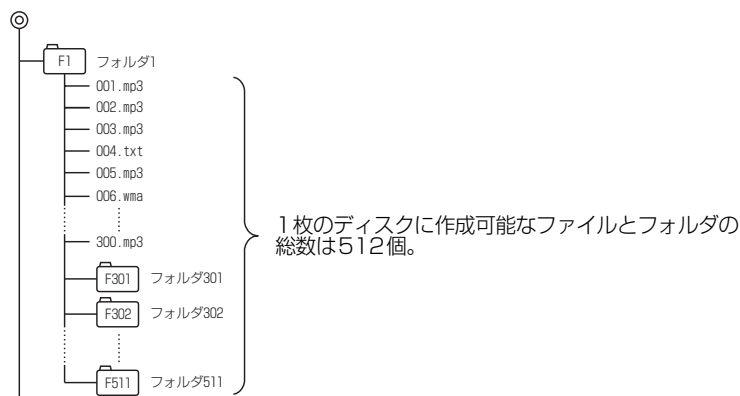 F1 フォルダ1
001.mp3
002.mp3
003.mp3
004.txt
005.mp3
006.wma
300.mp3
F301 フォルダ301
F302 フォルダ302
F511 フォルダ511
1枚のディスクに作成可能なファイルとフォルダの
総数は512個。